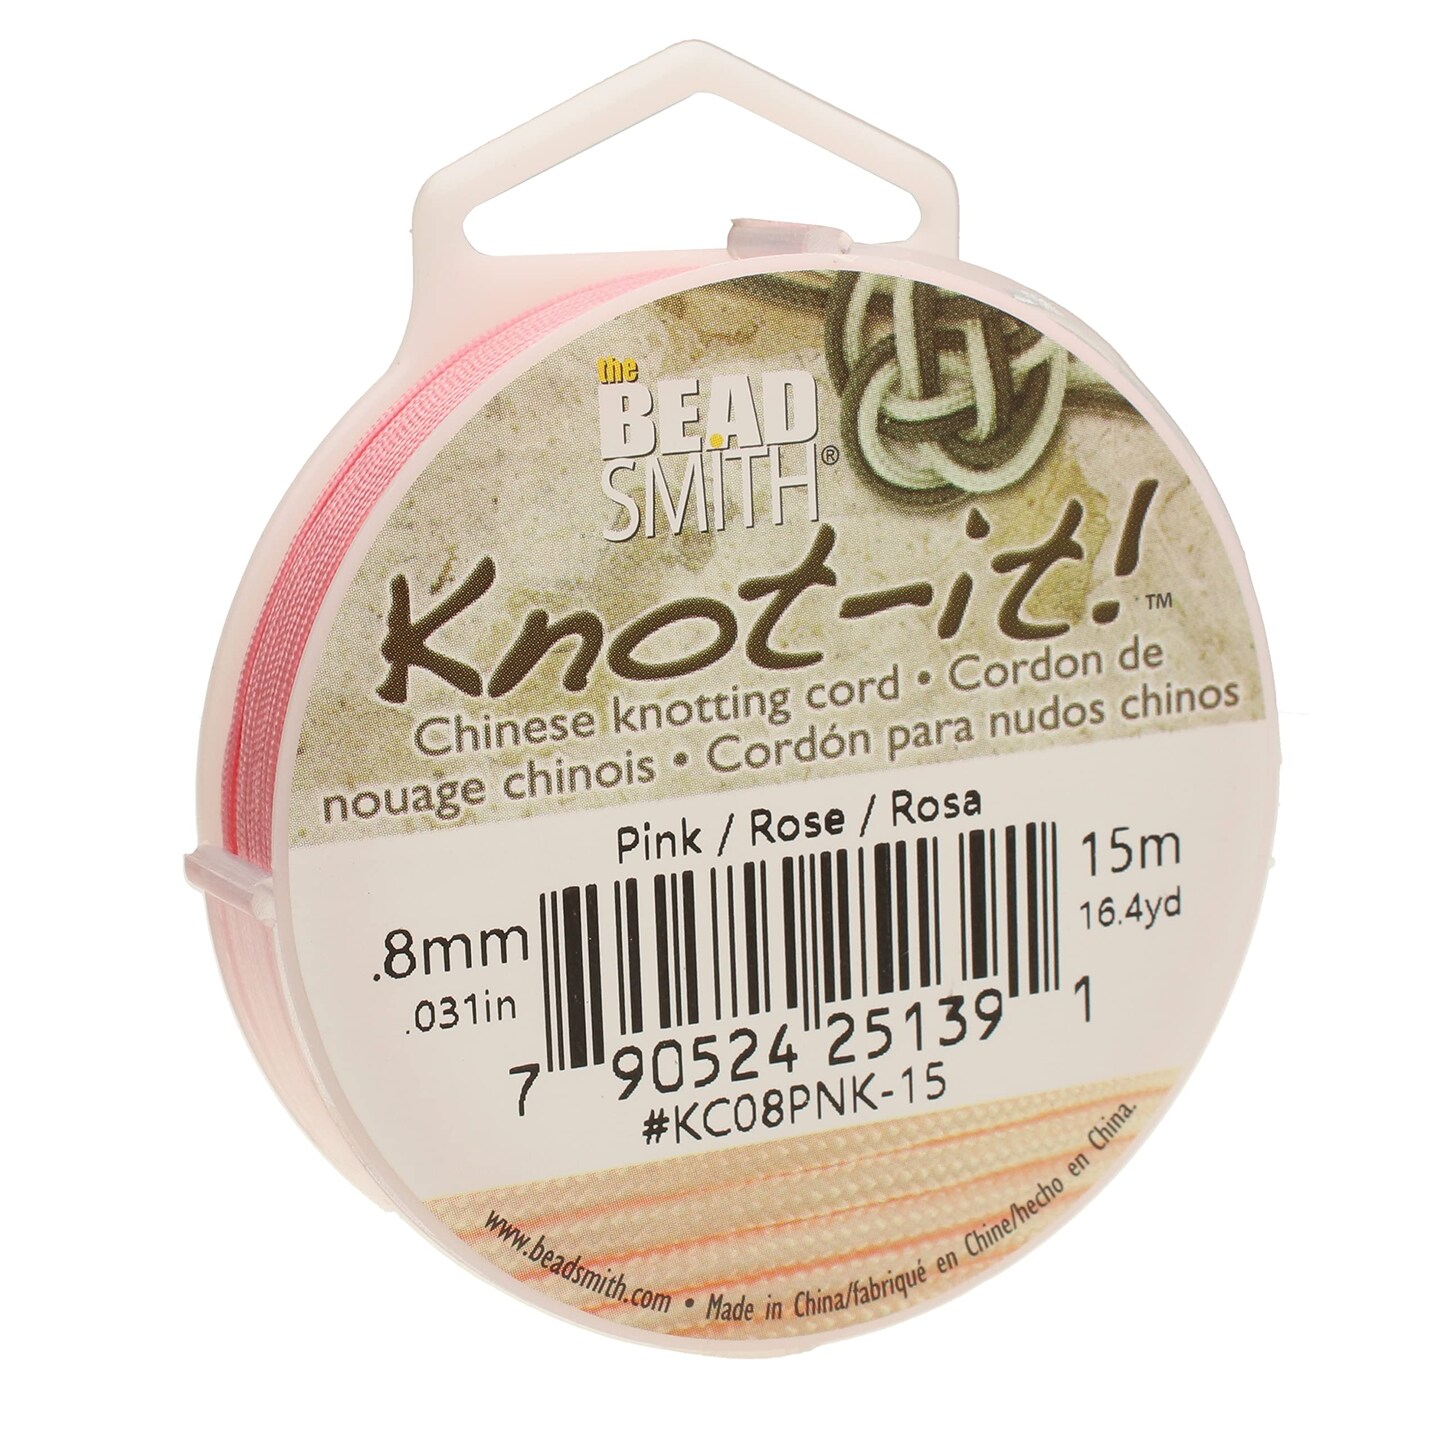 the
BEAD
SMITH®
Knot-it!™
Chinese knotting cord • Cordon de
nouage chinois • Cordón para nudos chinos
Pink / Rose / Rosa
.8mm
.031in
15m
16.4yd
7 90524 25139 1
#KC08PNK-15
www.beadsmith.com • Made in China/fabriqué en Chine/hecho en China.